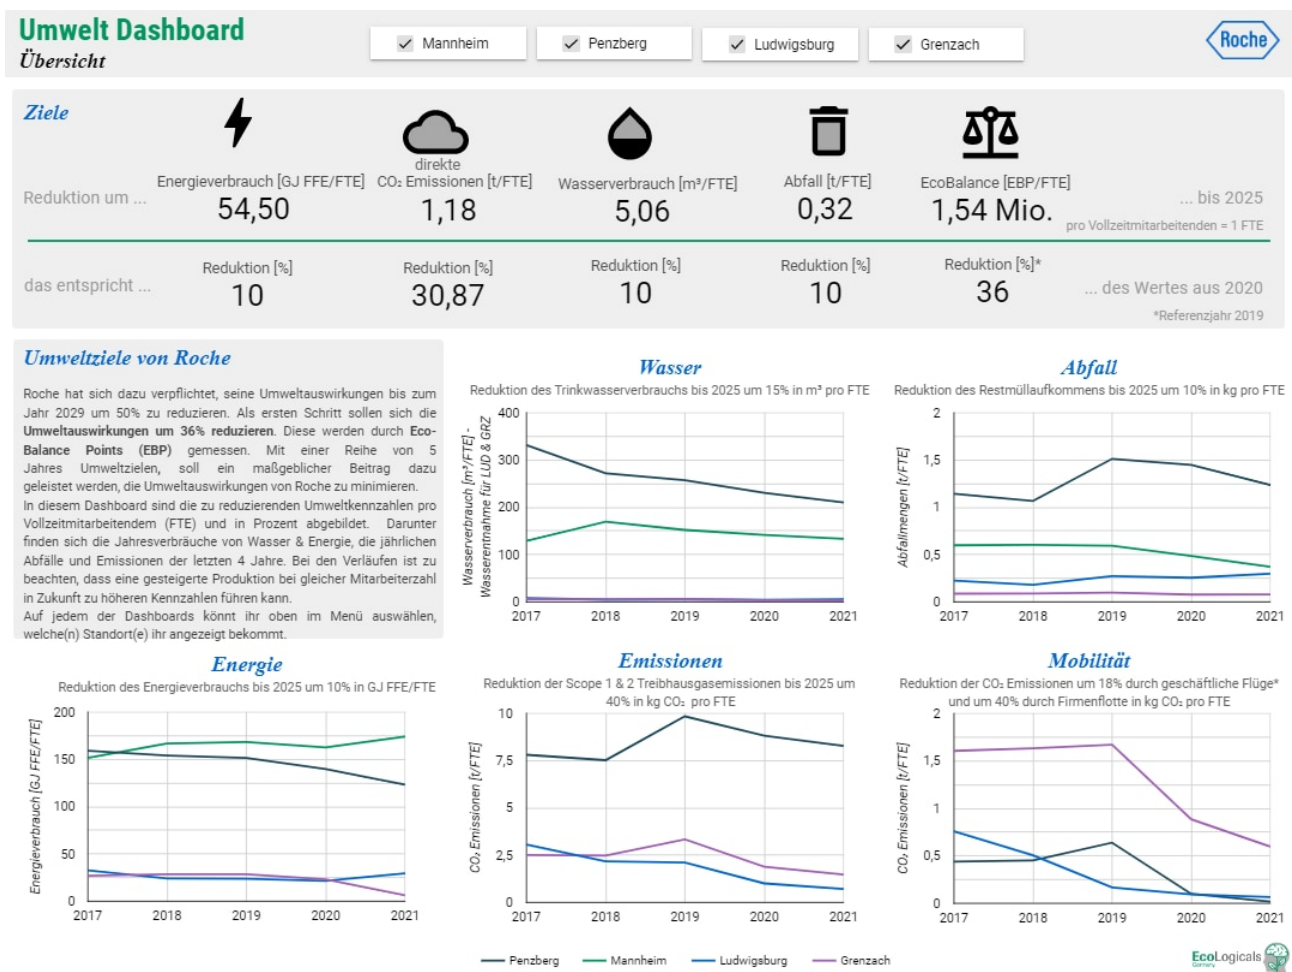 Umwelt Dashboard
Übersicht
Mannheim
Penzberg
Ludwigsburg
Grenzach
Roche
Ziele
Reduktion um ...
Energieverbrauch [GJ FFE/FTE]
54,50
direkte
CO₂ Emissionen [t/FTE]
1,18
Wasserverbrauch [m³/FTE]
5,06
Abfall [t/FTE]
0,32
EcoBalance [EBP/FTE]
1,54 Mio.
... bis 2025
pro Vollzeitmitarbeitenden = 1 FTE
das entspricht ...
Reduktion [%]
10
Reduktion [%]
30,87
Reduktion [%]
10
Reduktion [%]
10
Reduktion [%]*
36
... des Wertes aus 2020
*Referenzjahr 2019
Umweltziele von Roche
Roche hat sich dazu verpflichtet, seine Umweltauswirkungen bis zum
Jahr 2029 um 50% zu reduzieren. Als ersten Schritt sollen sich die
Umweltauswirkungen um 36% reduzieren. Diese werden durch Eco-
Balance Points (EBP) gemessen. Mit einer Reihe von 5
Jahres Umweltzielen, soll ein maßgeblicher Beitrag dazu
geleistet werden, die Umweltauswirkungen von Roche zu minimieren.
In diesem Dashboard sind die zu reduzierenden Umweltkennzahlen pro
Vollzeitmitarbeitendem (FTE) und in Prozent abgebildet. Darunter
finden sich die Jahresverbräuche von Wasser & Energie, die jährlichen
Abfälle und Emissionen der letzten 4 Jahre. Bei den Verläufen ist zu
beachten, dass eine gesteigerte Produktion bei gleicher Mitarbeiterzahl
in Zukunft zu höheren Kennzahlen führen kann.
Auf jedem der Dashboards könnt ihr oben im Menü auswählen,
welche(n) Standort(e) ihr angezeigt bekommt.
Wasser
Reduktion des Trinkwasserverbrauchs bis 2025 um 15% in m³ pro FTE
Wasserverbrauch [m³/FTE] -
Wasserentnahme für LUD & GRZ
400
300
200
100
0
2017
2018
2019
2020
2021
Abfall
Reduktion des Restmüllaufkommens bis 2025 um 10% in kg pro FTE
Abfallmengen [t/FTE]
2
1,5
1
0,5
0
2017
2018
2019
2020
2021
Energie
Reduktion des Energieverbrauchs bis 2025 um 10% in GJ FFE/FTE
Energieverbrauch [GJ FFE/FTE]
200
150
100
50
0
2017
2018
2019
2020
2021
Emissionen
Reduktion der Scope 1 & 2 Treibhausgasemissionen bis 2025 um
40% in kg CO₂ pro FTE
CO₂ Emissionen [t/FTE]
10
7,5
5
2,5
0
2017
2018
2019
2020
2021
Mobilität
Reduktion der CO₂ Emissionen um 18% durch geschäftliche Flüge*
und um 40% durch Firmenflotte in kg CO₂ pro FTE
CO₂ Emissionen [t/FTE]
2
1,5
1
0,5
0
2017
2018
2019
2020
2021
Penzberg
Mannheim
Ludwigsburg
Grenzach
EcoLogicals
Germany